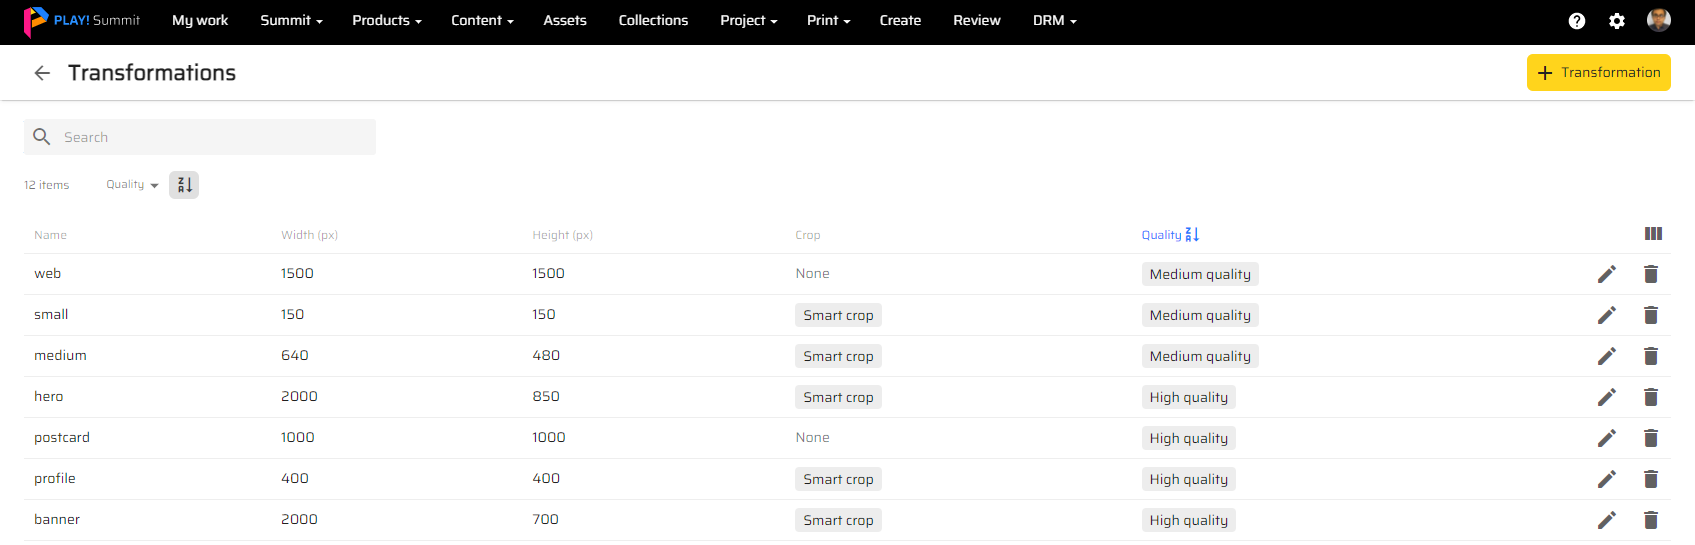 PLAY! Summit My work Summit Products Content Assets Collections Project Print Create Review DRM
Transformations
Transformation
Search
12 items Quality
Name Width (px) Height (px) Crop Quality
web 1500 1500 None Medium quality
small 150 150 Smart crop Medium quality
medium 640 480 Smart crop Medium quality
hero 2000 850 Smart crop High quality
postcard 1000 1000 None High quality
profile 400 400 Smart crop High quality
banner 2000 700 Smart crop High quality